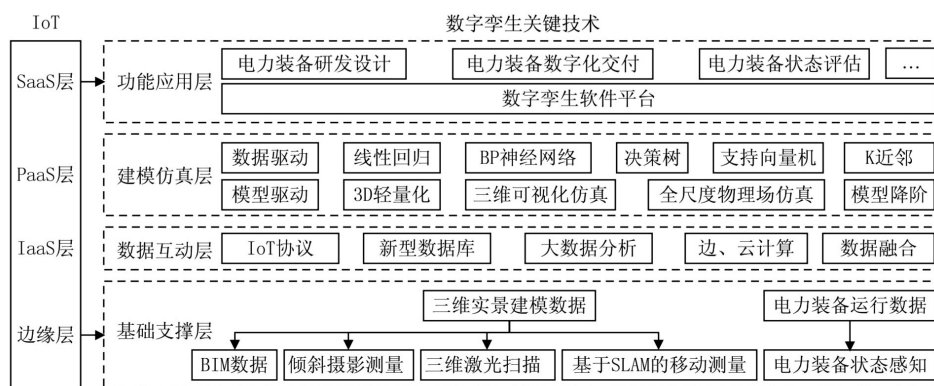 IoT
数字孪生关键技术
SaaS层
功能应用层
电力装备研发设计
电力装备数字化交付
电力装备状态评估
…
数字孪生软件平台
PaaS层
建模仿真层
数据驱动
线性回归
BP神经网络
决策树
支持向量机
K近邻
模型驱动
3D轻量化
三维可视化仿真
全尺度物理场仿真
模型降阶
IaaS层
数据互动层
IoT协议
新型数据库
大数据分析
边、云计算
数据融合
边缘层
基础支撑层
三维实景建模数据
电力装备运行数据
BIM数据
倾斜摄影测量
三维激光扫描
基于SLAM的移动测量
电力装备状态感知